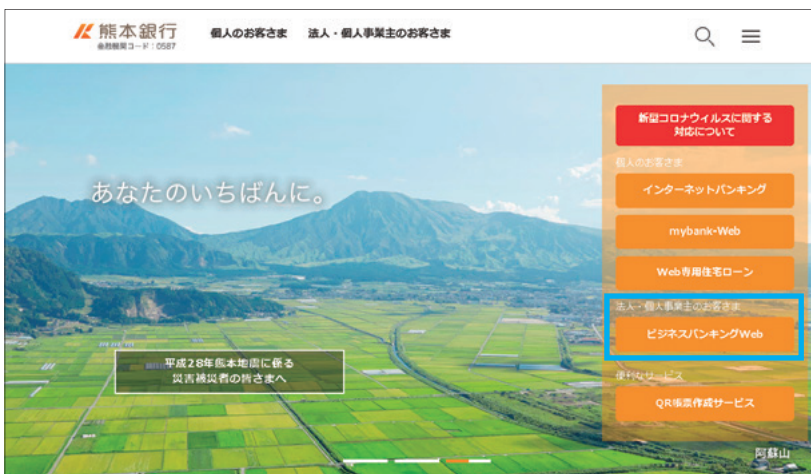 熊本銀行
金融機関コード：0587
個人のお客さま 法人・個人事業主のお客さま
新型コロナウィルスに関する
対応について
個人のお客さま
あなたのいちばんに。
インターネットバンキング
mybank-Web
Web専用住宅ローン
法人・個人事業主のお客さま
ビジネスバンキングWeb
平成28年熊本地震に係る
災害被災者の皆さまへ
便利なサービス
QR帳票作成サービス
阿蘇山